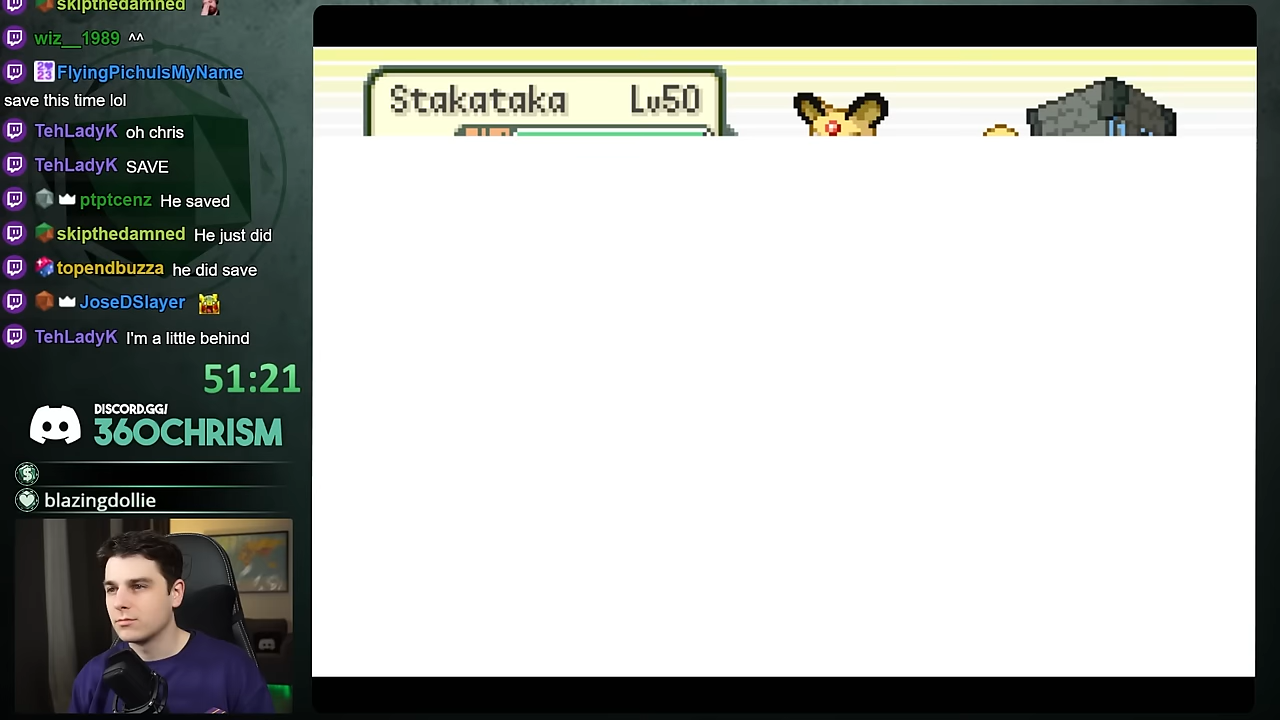 skipthedamned
wiz__1989 ^^
FlyingPichuIsMyName
save this time lol
TehLadyK oh chris
TehLadyK SAVE
ptptcenz He saved
skipthedamned He just did
topendbuzza he did save
JoseDSlayer
TehLadyK I'm a little behind
51:21
DISCORD.GG/
360CHRISM
$
blazingdollie
Stakataka Lv50